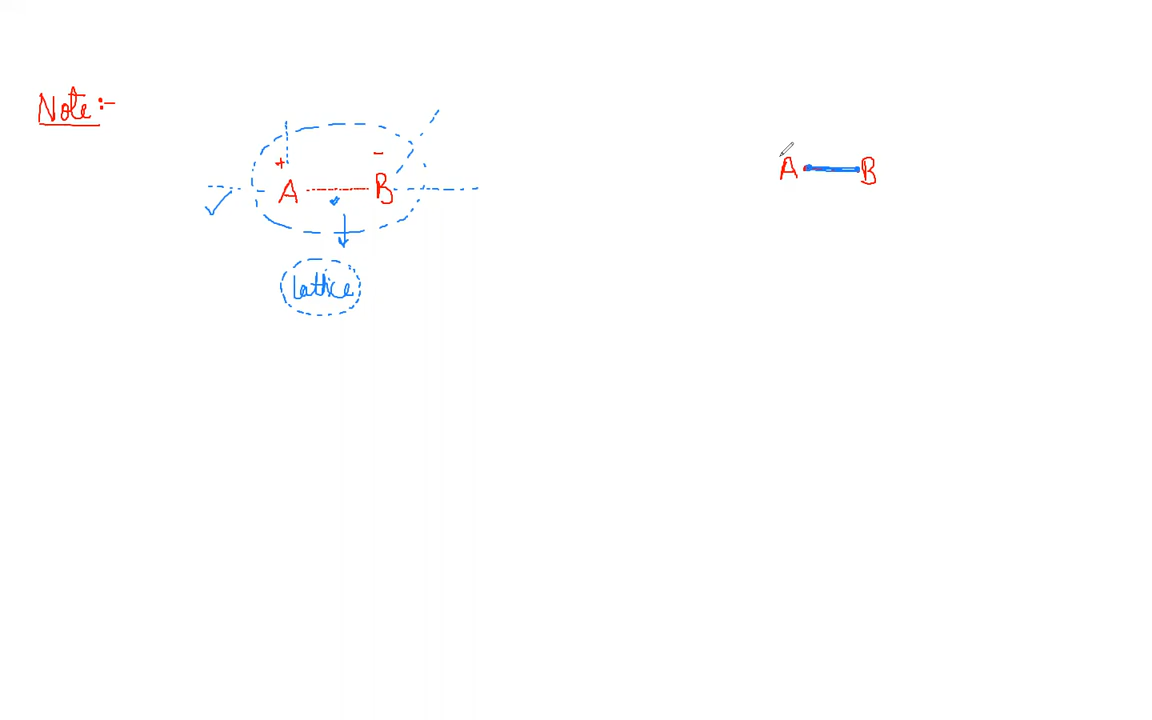 Note :-
+ -
A B
A B
Lattice